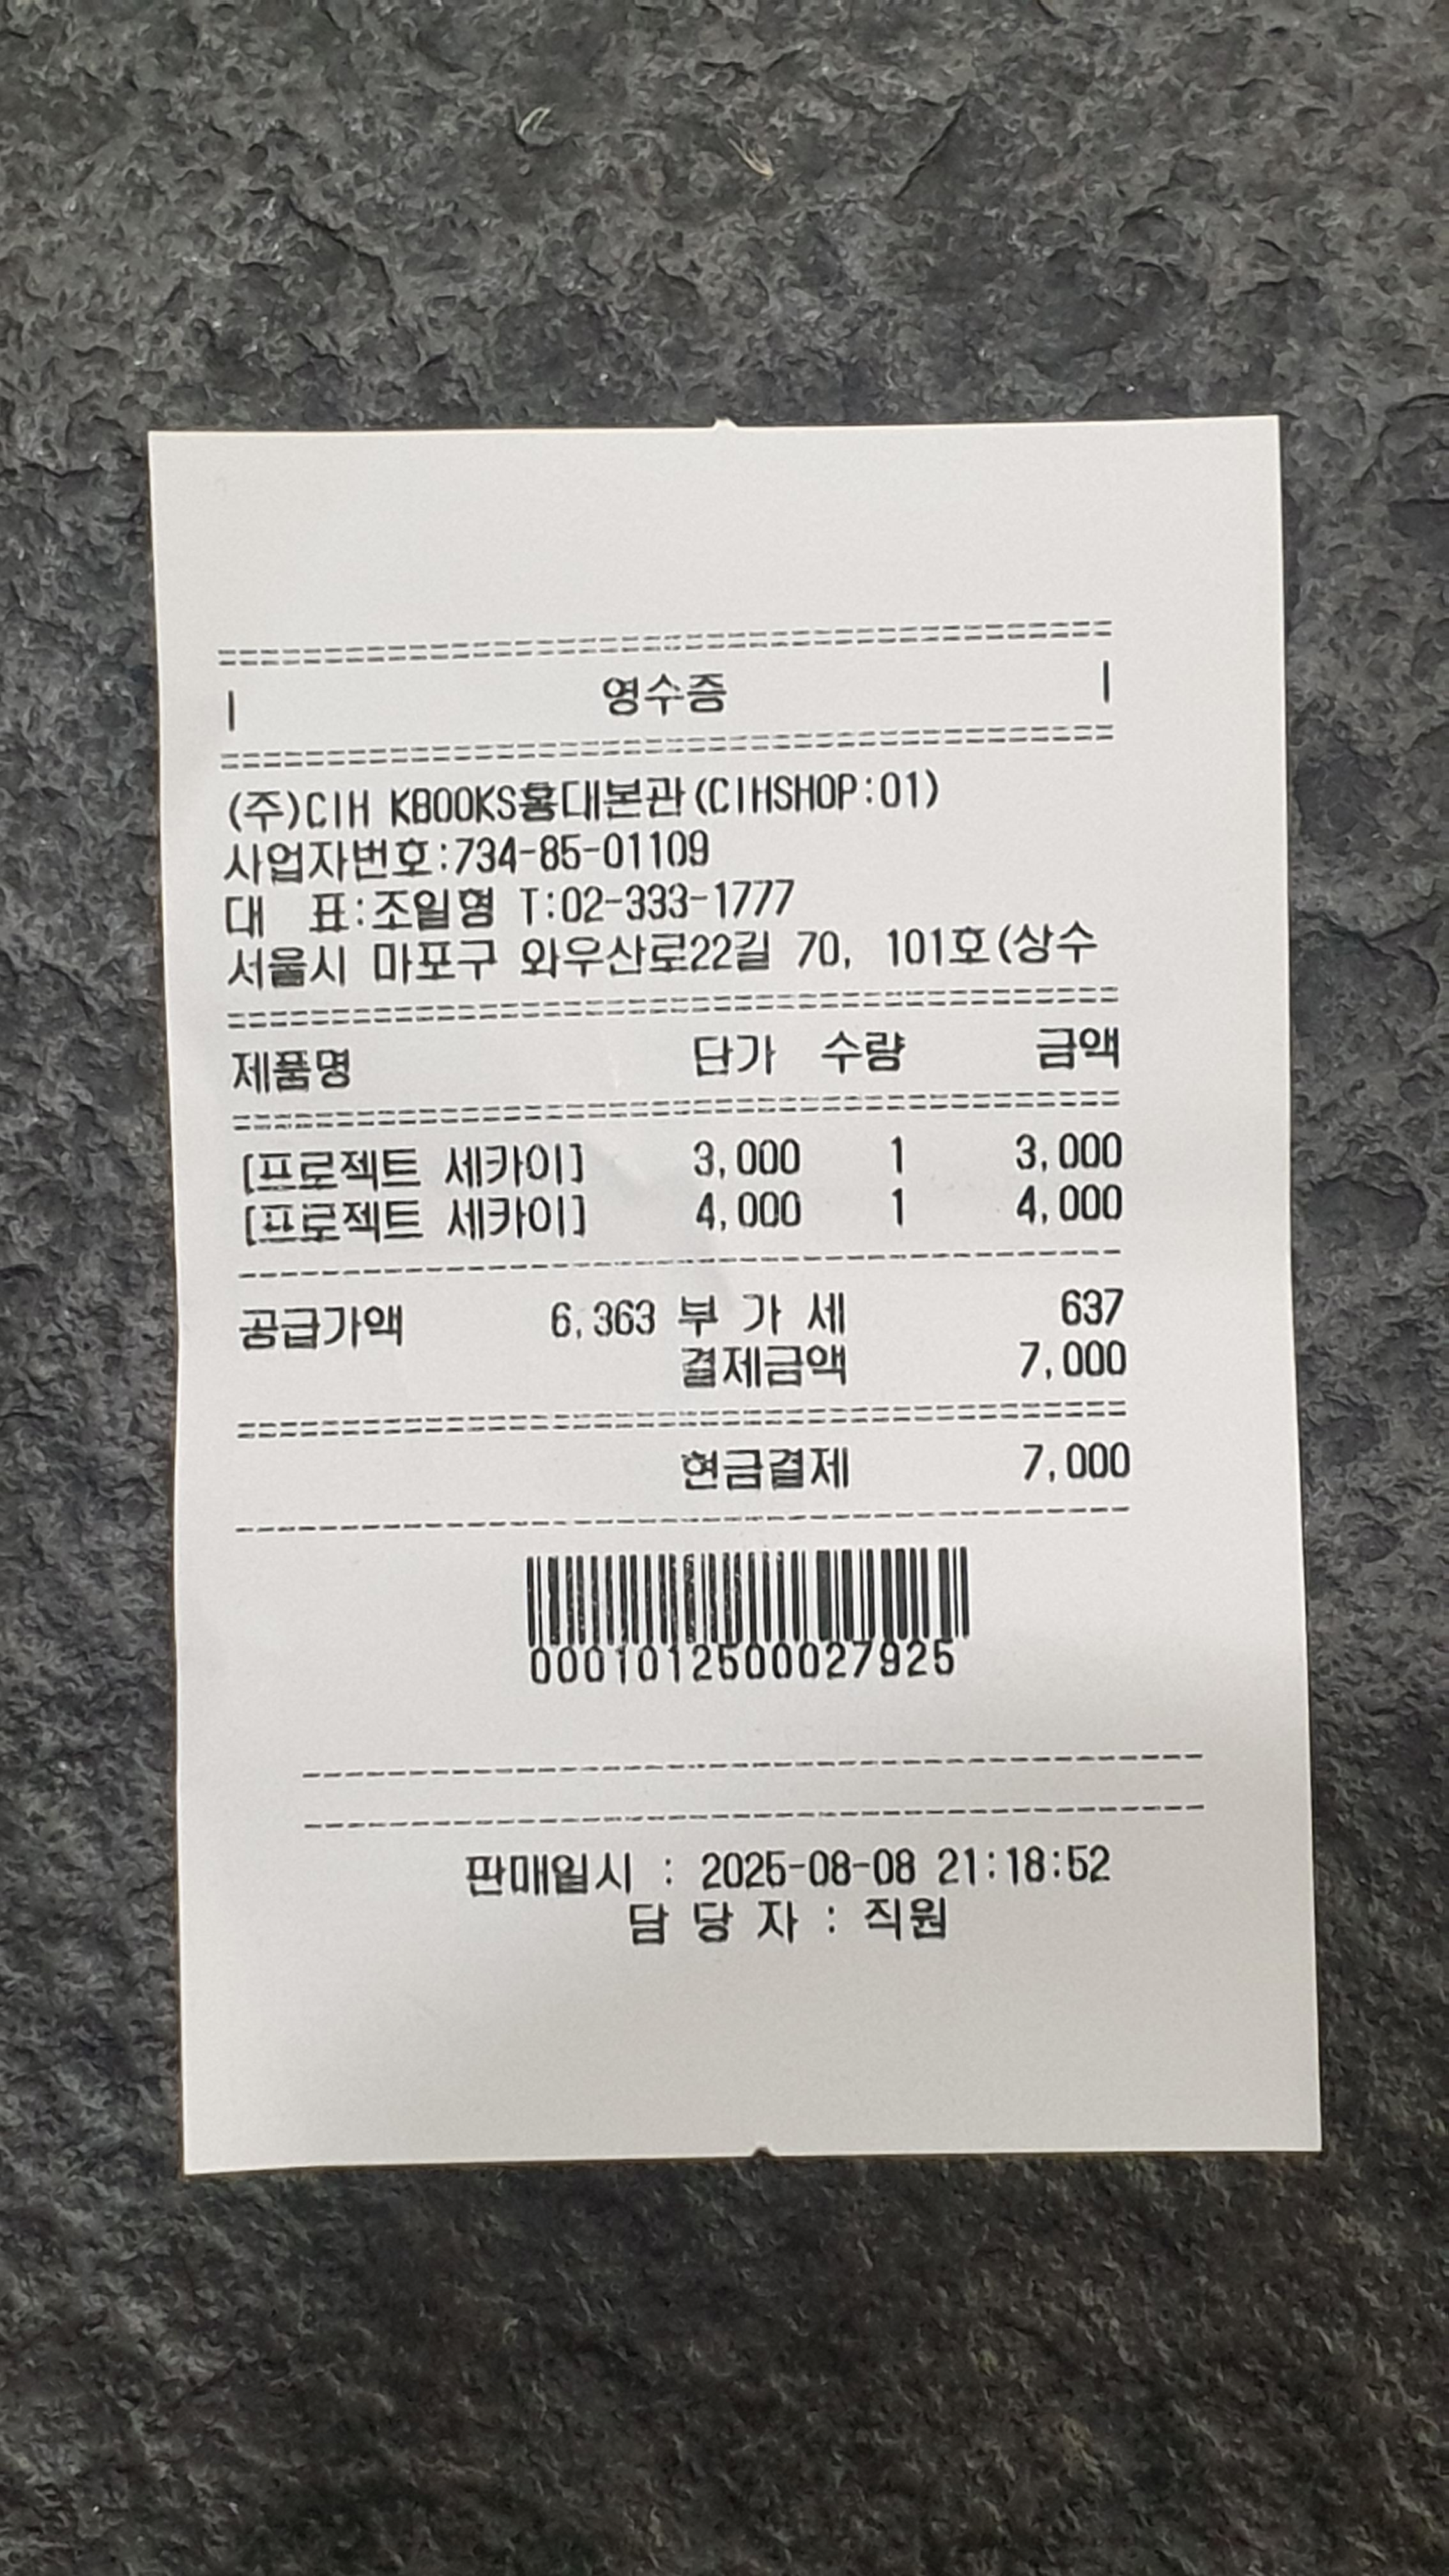 영수증
(주)CIH KBOOKS홍대본관(CIHSHOP:01)
사업자번호:734-85-01109
대 표:조일형 T:02-333-1777
서울시 마포구 와우산로22길 70, 101호(상수
제품명 단가 수량 금액
[프로젝트 세카이] 3,000 1 3,000
[프로젝트 세카이] 4,000 1 4,000
공급가액 6,363 부 가 세 637
결제금액 7,000
현금결제 7,000
0001012500027925
판매일시 : 2025-08-08 21:18:52
담 당 자 : 직원